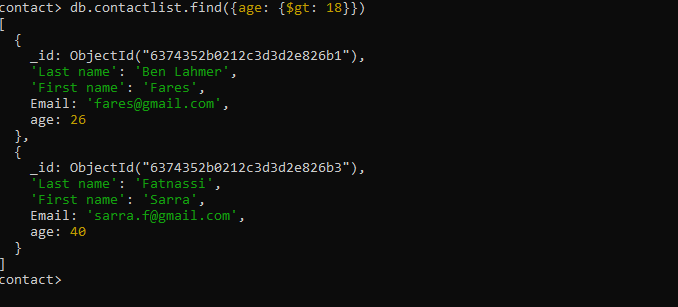 contact> db.contactlist.find({age: {$gt: 18}})
[
  {
    _id: ObjectId("6374352b0212c3d3d2e826b1"),
    'Last name': 'Ben Lahmer',
    'First name': 'Fares',
    Email: 'fares@gmail.com',
    age: 26
  },
  {
    _id: ObjectId("6374352b0212c3d3d2e826b3"),
    'Last name': 'Fatnassi',
    'First name': 'Sarra',
    Email: 'sarra.f@gmail.com',
    age: 40
  }
]
contact>